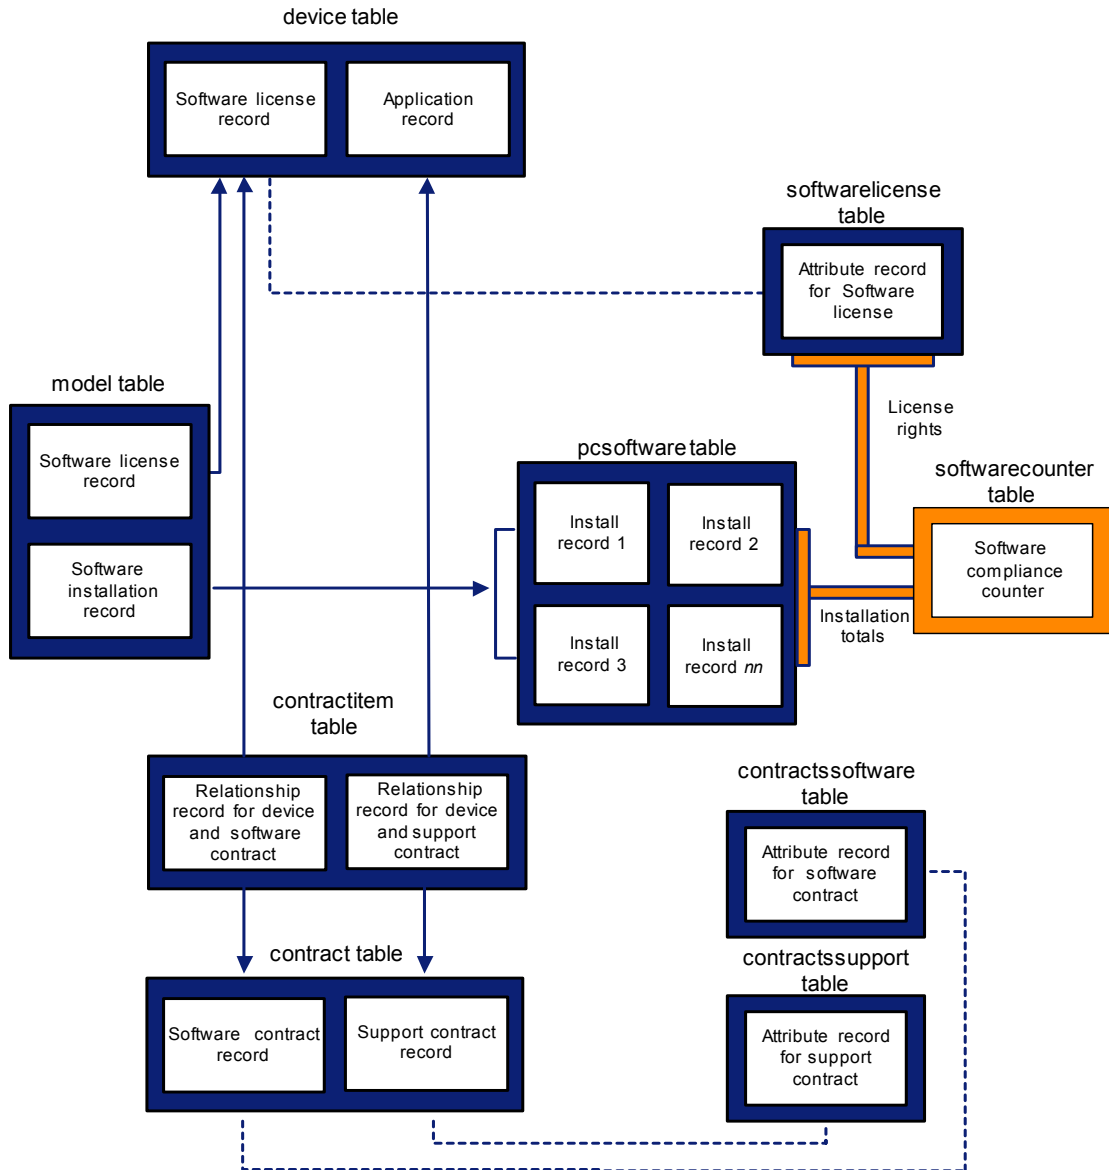 device table
Software license
record
Application
record
softwarelicense
table
Attribute record
for Software
license
model table
Software license
record
Software
installation
record
License
rights
pcsoftware table
Install
record 1
Install
record 2
Install
record 3
Install
record nn
softwarecounter
table
Software
compliance
counter
Installation
totals
contractitem
table
Relationship
record for device
and software
contract
Relationship
record for device
and support
contract
contractssoftware
table
Attribute record
for software
contract
contract table
Software contract
record
Support contract
record
contractssupport
table
Attribute record
for support
contract